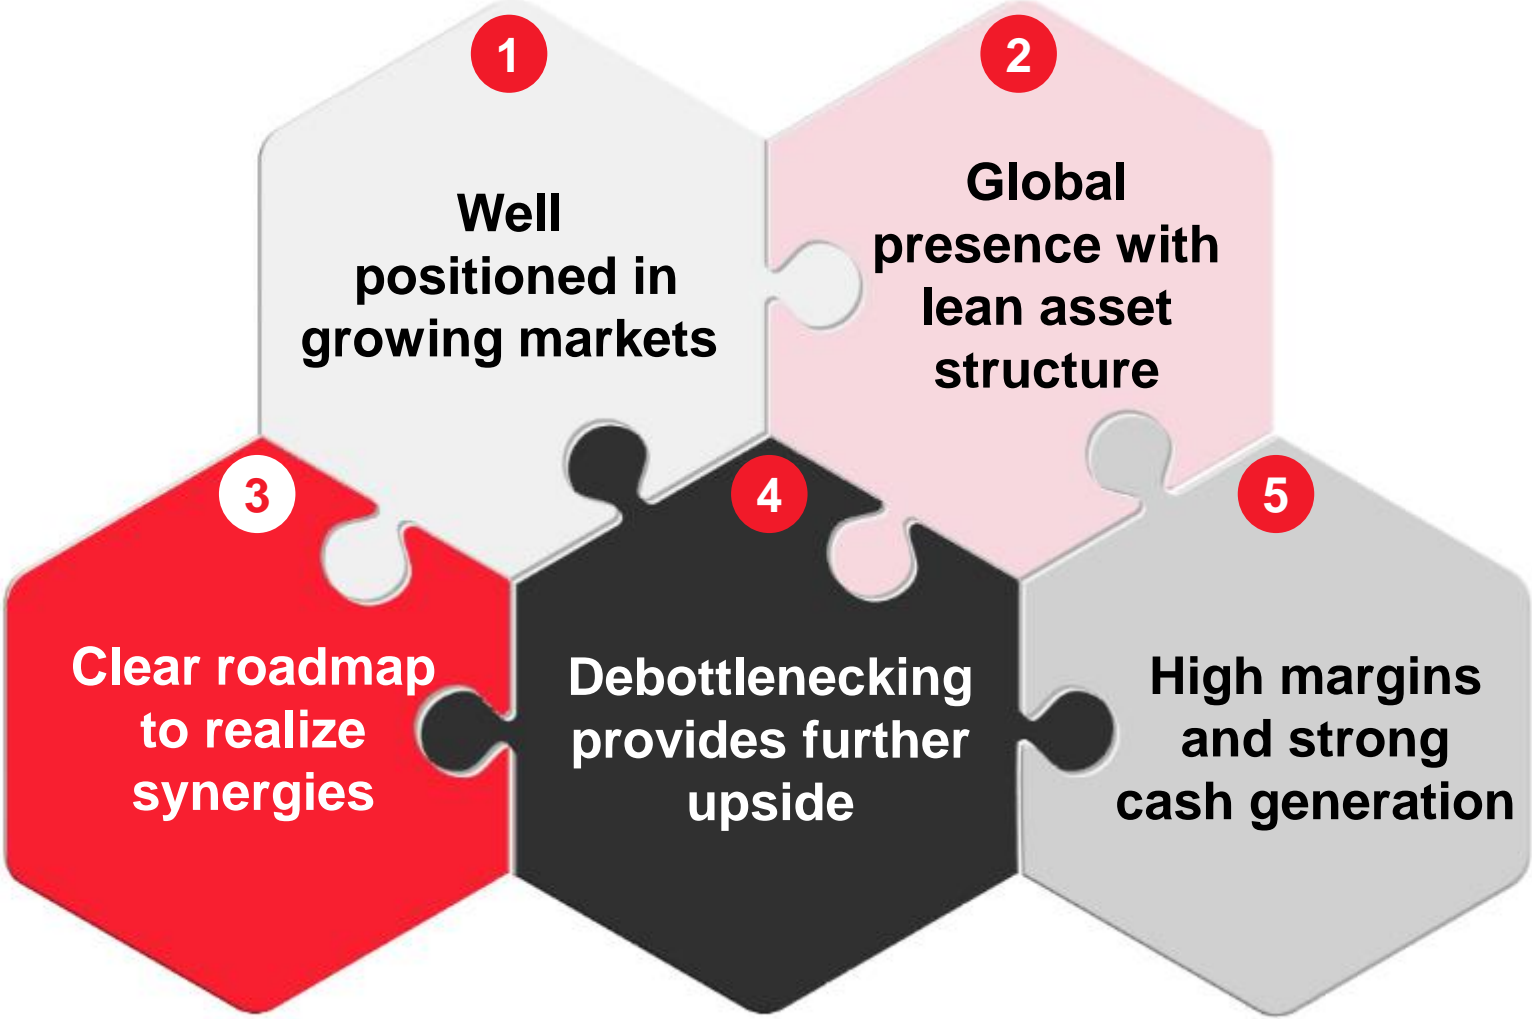 1
Well
positioned in
growing markets
2
Global
presence with
lean asset
structure
3
Clear roadmap
to realize
synergies
4
Debottlenecking
provides further
upside
5
High margins
and strong
cash generation